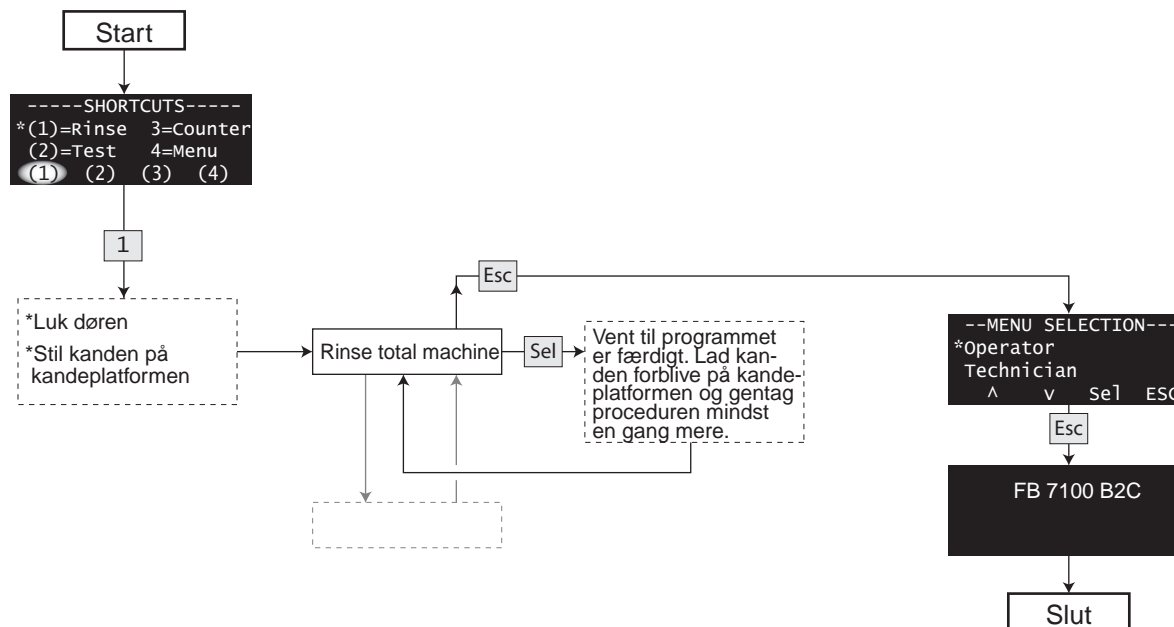 Start
-----SHORTCUTS-----
*(1)=Rinse 3=Counter
(2)=Test 4=Menu
(1) (2) (3) (4)
1
*Luk døren
*Stil kanden på
kandeplatformen
Rinse total machine
Esc
Sel
Vent til programmet
er færdigt. Lad kan-
den forblive på kande-
platformen og gentag
proceduren mindst
en gang mere.
--MENU SELECTION---
*Operator
Technician
^ v Sel ESC
Esc
FB 7100 B2C
Slut